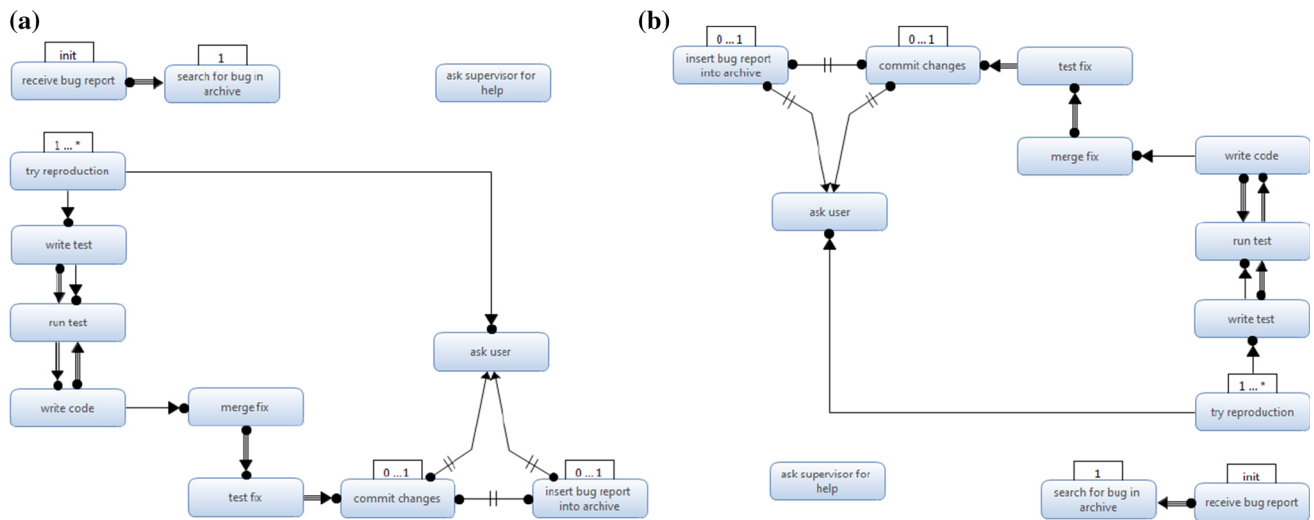 (a)
init
receive bug report
1
search for bug in
archive
ask supervisor for
help
1 ... *
try reproduction
write test
run test
write code
merge fix
test fix
ask user
0 ... 1
commit changes
0 ... 1
insert bug report
into archive
(b)
0 ... 1
insert bug report
into archive
0 ... 1
commit changes
test fix
merge fix
write code
ask user
run test
write test
1 ... *
try reproduction
ask supervisor for
help
1
search for bug in
archive
init
receive bug report